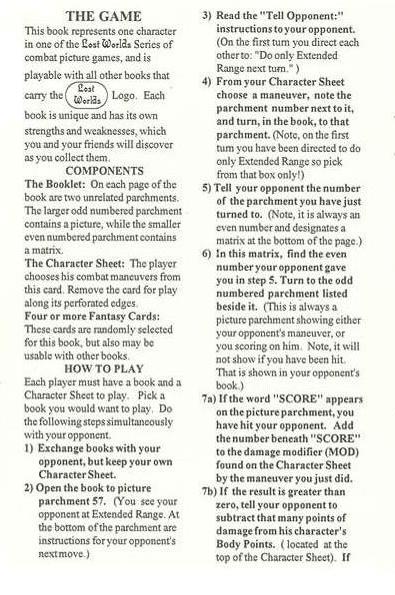 THE GAME
This book represents one character
in one of the Lost Worlds Series of
combat picture games, and is
playable with all other books that
carry the Lost Worlds Logo. Each
book is unique and has its own
strengths and weaknesses, which
you and your friends will discover
as you collect them.
COMPONENTS
The Booklet: On each page of the
book are two unrelated parchments.
The larger odd numbered parchment
contains a picture, while the smaller
even numbered parchment contains
a matrix.
The Character Sheet: The player
chooses his combat maneuvers from
this card. Remove the card for play
along its perforated edges.
Four or more Fantasy Cards:
These cards are randomly selected
for this book, but also may be
usable with other books.
HOW TO PLAY
Each player must have a book and a
Character Sheet to play. Pick a
book you would want to play. Do
the following steps simultaneously
with your opponent.
1) Exchange books with your
opponent, but keep your own
Character Sheet.
2) Open the book to picture
parchment 57. (You see your
opponent at Extended Range. At
the bottom of the parchment are
instructions for your opponent's
next move.)
3) Read the "Tell Opponent:"
instructions to your opponent.
(On the first turn you direct each
other to: "Do only Extended
Range next turn.")
4) From your Character Sheet
choose a maneuver, note the
parchment number next to it,
and turn, in the book, to that
parchment. (Note, on the first
turn you have been directed to do
only Extended Range so pick
from that box only!)
5) Tell your opponent the number
of the parchment you have just
turned to. (Note, it is always an
even number and designates a
matrix at the bottom of the page.)
6) In this matrix, find the even
number your opponent gave
you in step 5. Turn to the odd
numbered parchment listed
beside it. (This is always a
picture parchment showing either
your opponent's maneuver, or
you scoring on him. Note, it will
not show if you have been hit.
That is shown in your opponent's
book.)
7a) If the word "SCORE" appears
on the picture parchment, you
have hit your opponent. Add
the number beneath "SCORE"
to the damage modifier (MOD)
found on the Character Sheet
by the maneuver you just did.
7b) If the result is greater than
zero, tell your opponent to
subtract that many points of
damage from his character's
Body Points. ( located at the
top of the Character Sheet). If